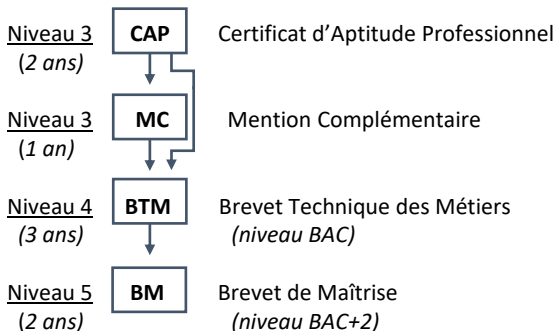 Niveau 3 CAP Certificat d’Aptitude Professionnel
(2 ans)
Niveau 3 MC Mention Complémentaire
(1 an)
Niveau 4 BTM Brevet Technique des Métiers
(3 ans) (niveau BAC)
Niveau 5 BM Brevet de Maîtrise
(2 ans) (niveau BAC+2)